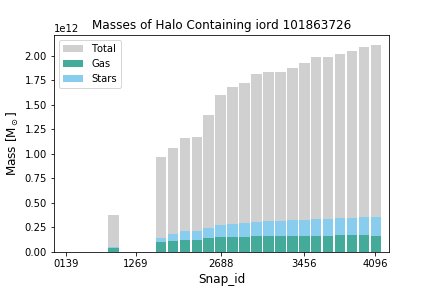 Masses of Halo Containing iord 101863726
1e12
Total
Gas
Stars
2.00
1.75
1.50
1.25
1.00
0.75
0.50
0.25
0.00
Mass [M⊙]
0139 1269 2688 3456 4096
Snap_id